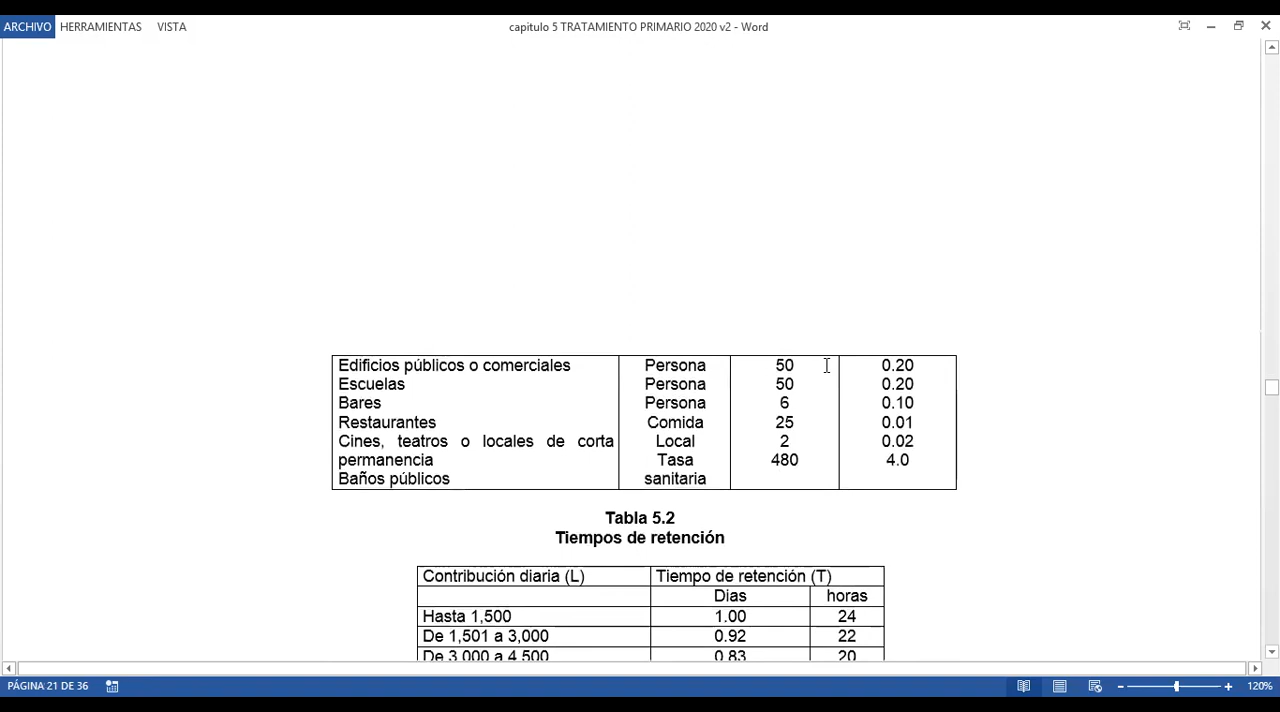 ARCHIVO HERRAMIENTAS VISTA capitulo 5 TRATAMIENTO PRIMARIO 2020 v2 - Word
Edificios públicos o comerciales Persona 50 0.20
Escuelas Persona 50 0.20
Bares Persona 6 0.10
Restaurantes Comida 25 0.01
Cines, teatros o locales de corta Local 2 0.02
permanencia Tasa 480 4.0
Baños públicos sanitaria
Tabla 5.2
Tiempos de retención
Contribución diaria (L) Tiempo de retención (T)
Dias horas
Hasta 1,500 1.00 24
De 1,501 a 3,000 0.92 22
De 3,000 a 4,500 0.83 20
PÁGINA 21 DE 36 120%